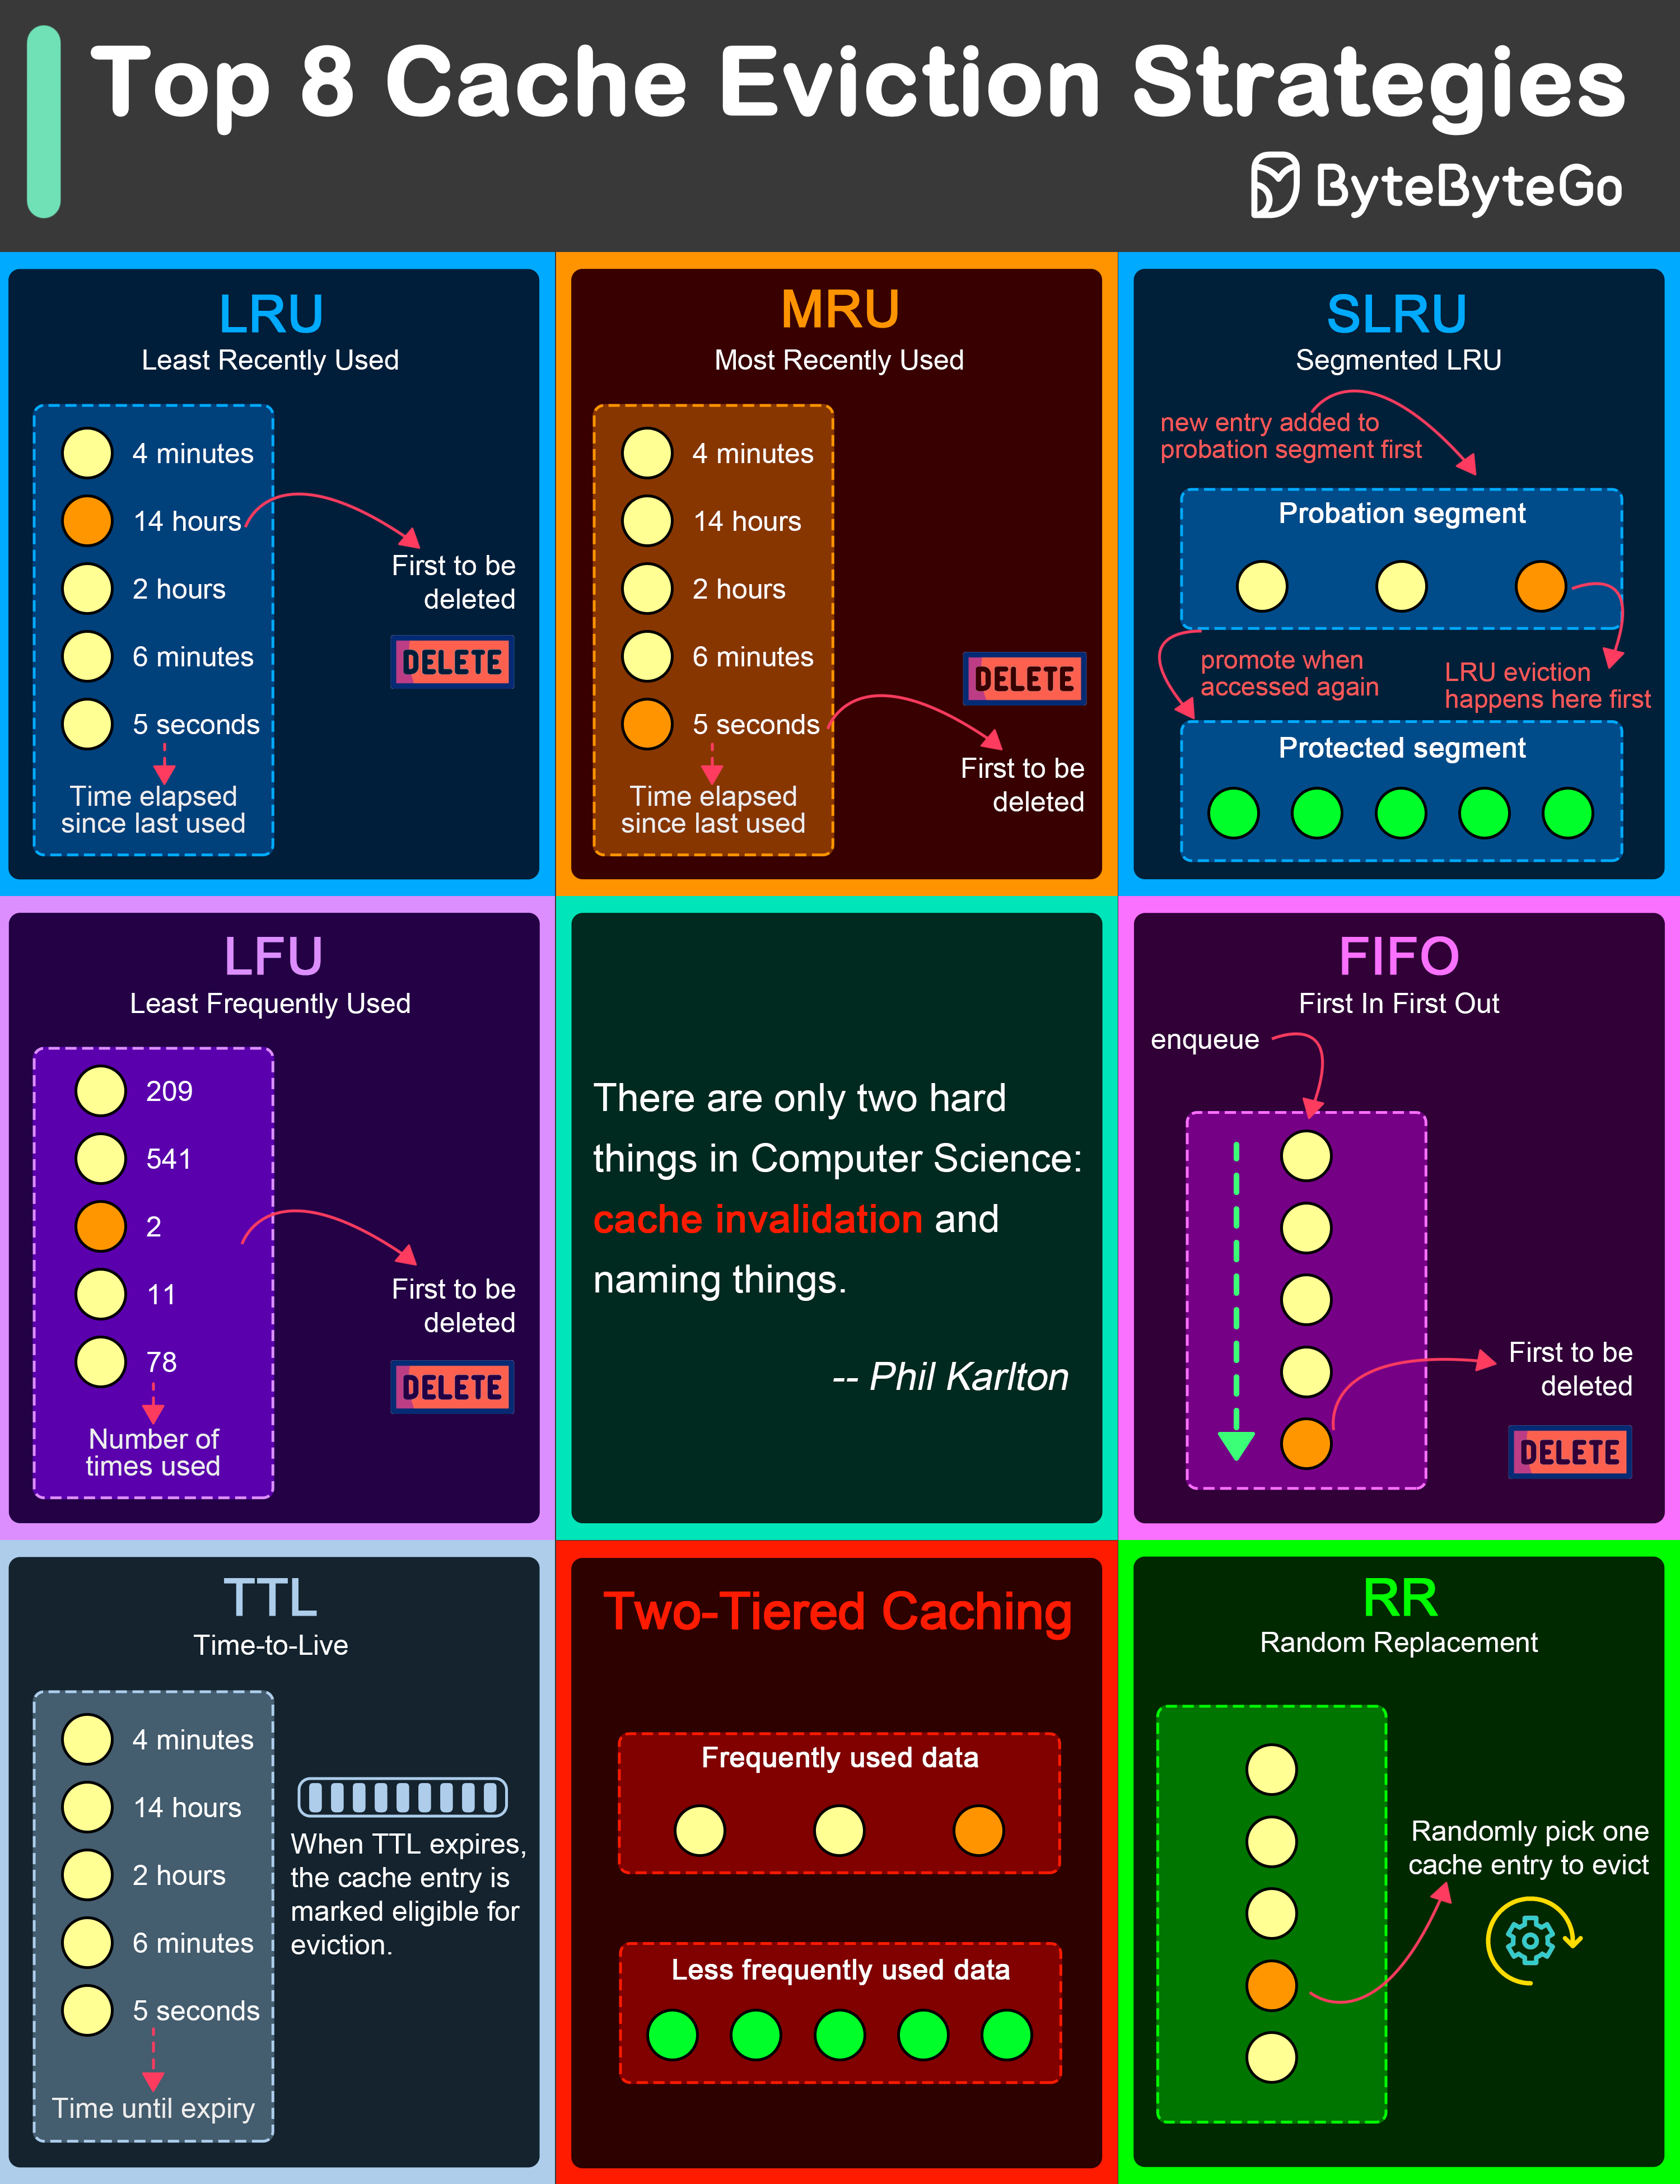 Top 8 Cache Eviction Strategies
ByteByteGo
LRU
Least Recently Used
4 minutes
14 hours
2 hours
6 minutes
5 seconds
Time elapsed
since last used
First to be
deleted
DELETE
MRU
Most Recently Used
4 minutes
14 hours
2 hours
6 minutes
5 seconds
Time elapsed
since last used
DELETE
First to be
deleted
SLRU
Segmented LRU
new entry added to
probation segment first
Probation segment
promote when
accessed again
LRU eviction
happens here first
Protected segment
LFU
Least Frequently Used
209
541
2
11
78
Number of
times used
First to be
deleted
DELETE
There are only two hard
things in Computer Science:
cache invalidation and
naming things.
-- Phil Karlton
FIFO
First In First Out
enqueue
First to be
deleted
DELETE
TTL
Time-to-Live
4 minutes
14 hours
2 hours
6 minutes
5 seconds
Time until expiry
When TTL expires,
the cache entry is
marked eligible for
eviction.
Two-Tiered Caching
Frequently used data
Less frequently used data
RR
Random Replacement
Randomly pick one
cache entry to evict